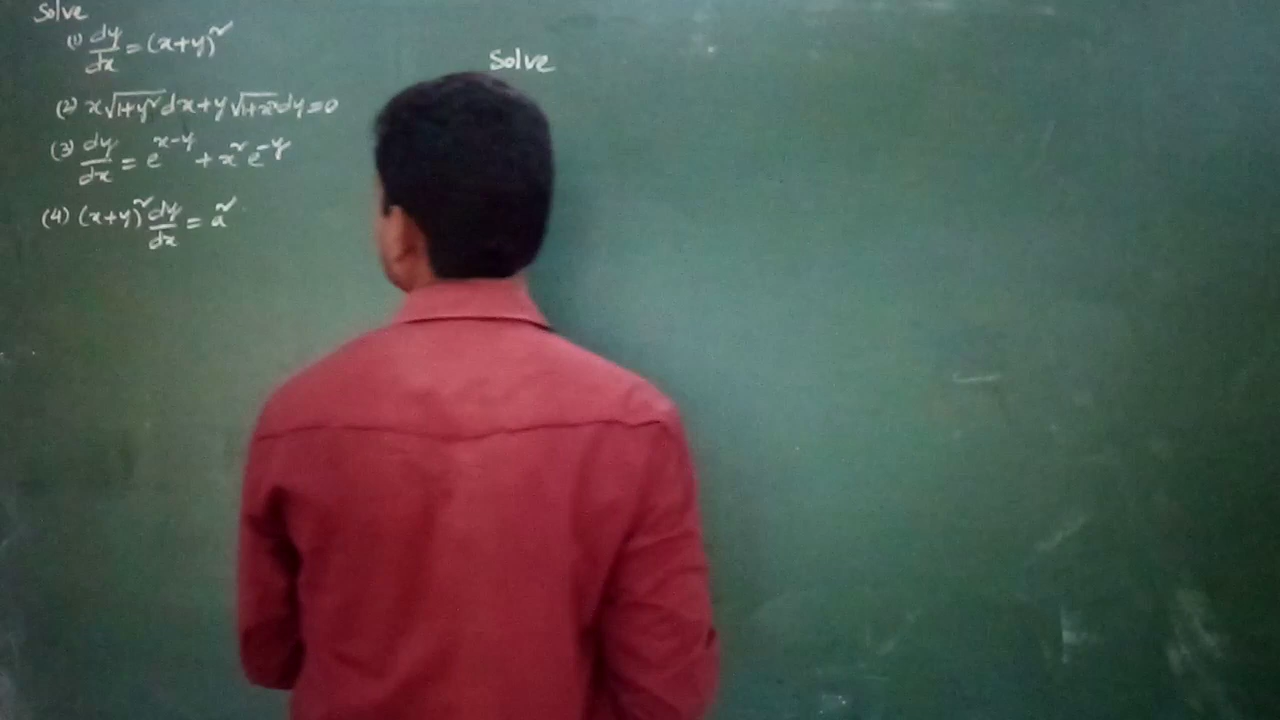 Solve
(1) dy/dx = (x+y)²
(2) x√1+y² dx + y√1+x² dy = 0
(3) dy/dx = e^x-y + x² e^-y
(4) (x+y)² dy/dx = a²
Solve